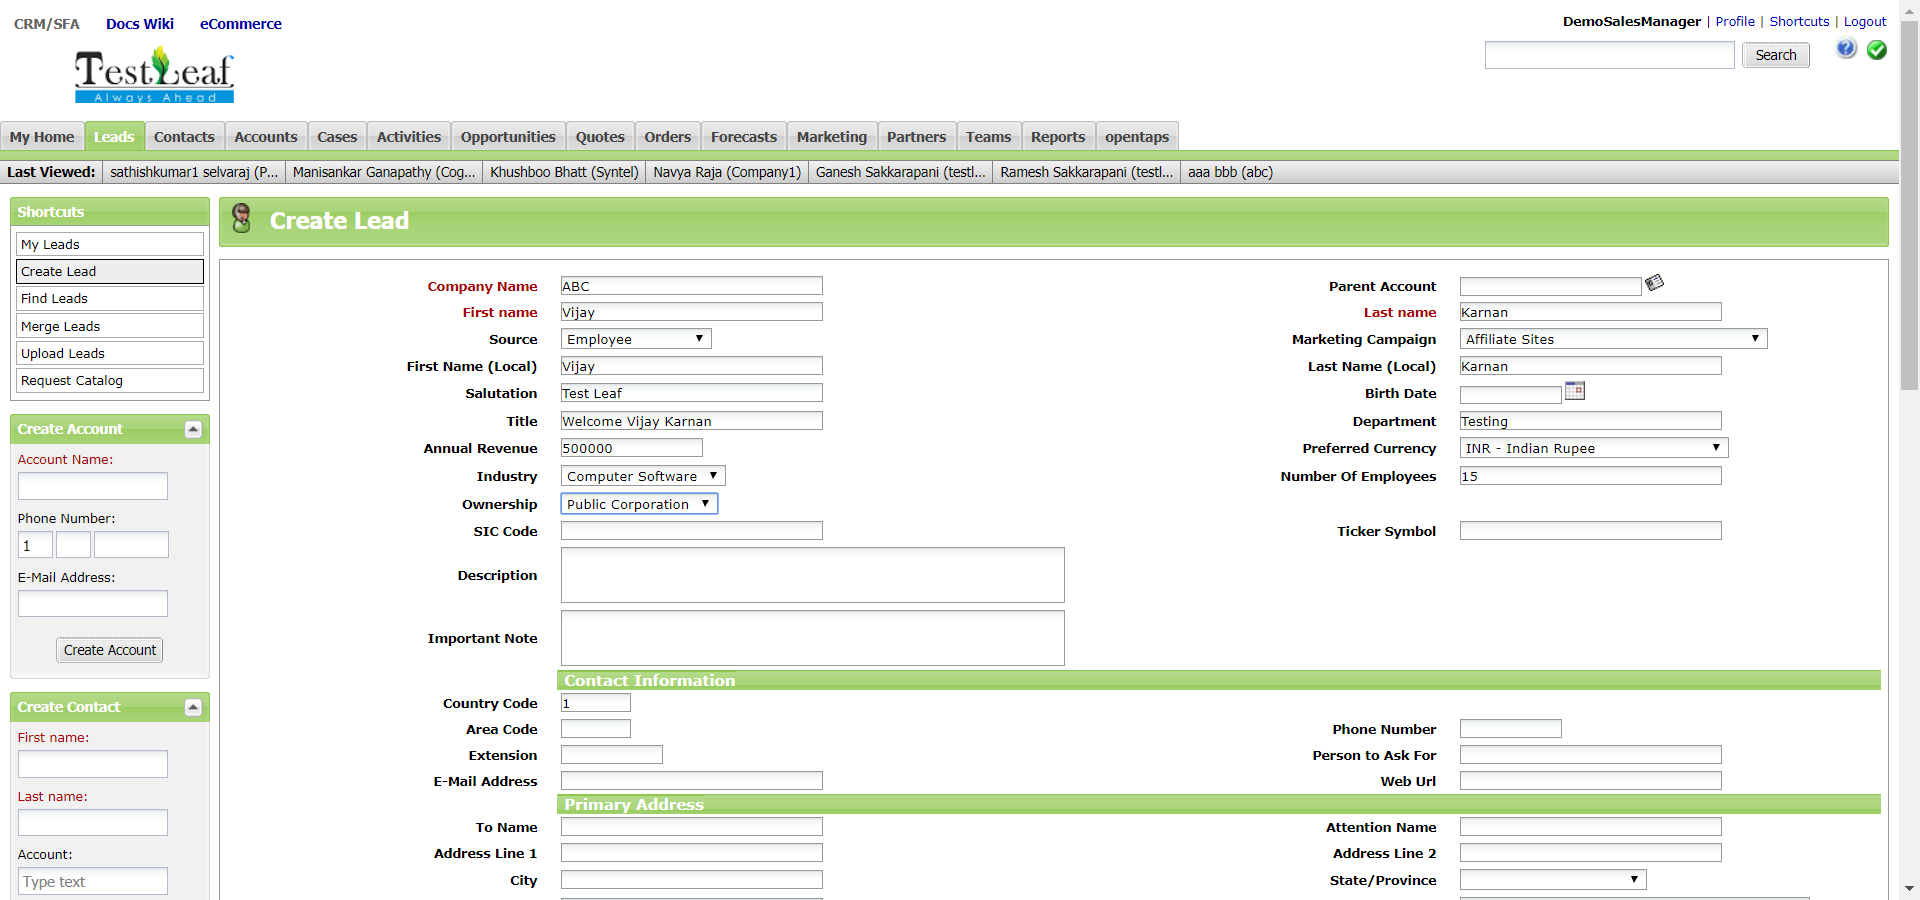 CRM/SFA Docs Wiki eCommerce
DemoSalesManager | Profile | Shortcuts | Logout
Search
TestLeaf
Always Ahead
My Home Leads Contacts Accounts Cases Activities Opportunities Quotes Orders Forecasts Marketing Partners Teams Reports opentaps
Last Viewed: sathishkumar1 selvaraj (P... Manisankar Ganapathy (Cog... Khushboo Bhatt (Syntel) Navya Raja (Company1) Ganesh Sakkarapani (testl... Ramesh Sakkarapani (testl... aaa bbb (abc)
Shortcuts
My Leads
Create Lead
Find Leads
Merge Leads
Upload Leads
Request Catalog
Create Account
Account Name:
Phone Number:
1
E-Mail Address:
Create Account
Create Contact
First name:
Last name:
Account:
Type text
Create Lead
Company Name ABC Parent Account
First name Vijay Last name Karnan
Source Employee Marketing Campaign Affiliate Sites
First Name (Local) Vijay Last Name (Local) Karnan
Salutation Test Leaf Birth Date
Title Welcome Vijay Karnan Department Testing
Annual Revenue 500000 Preferred Currency INR - Indian Rupee
Industry Computer Software Number Of Employees 15
Ownership Public Corporation
SIC Code Ticker Symbol
Description
Important Note
Contact Information
Country Code 1
Area Code Phone Number
Extension Person to Ask For
E-Mail Address Web Url
Primary Address
To Name Attention Name
Address Line 1 Address Line 2
City State/Province